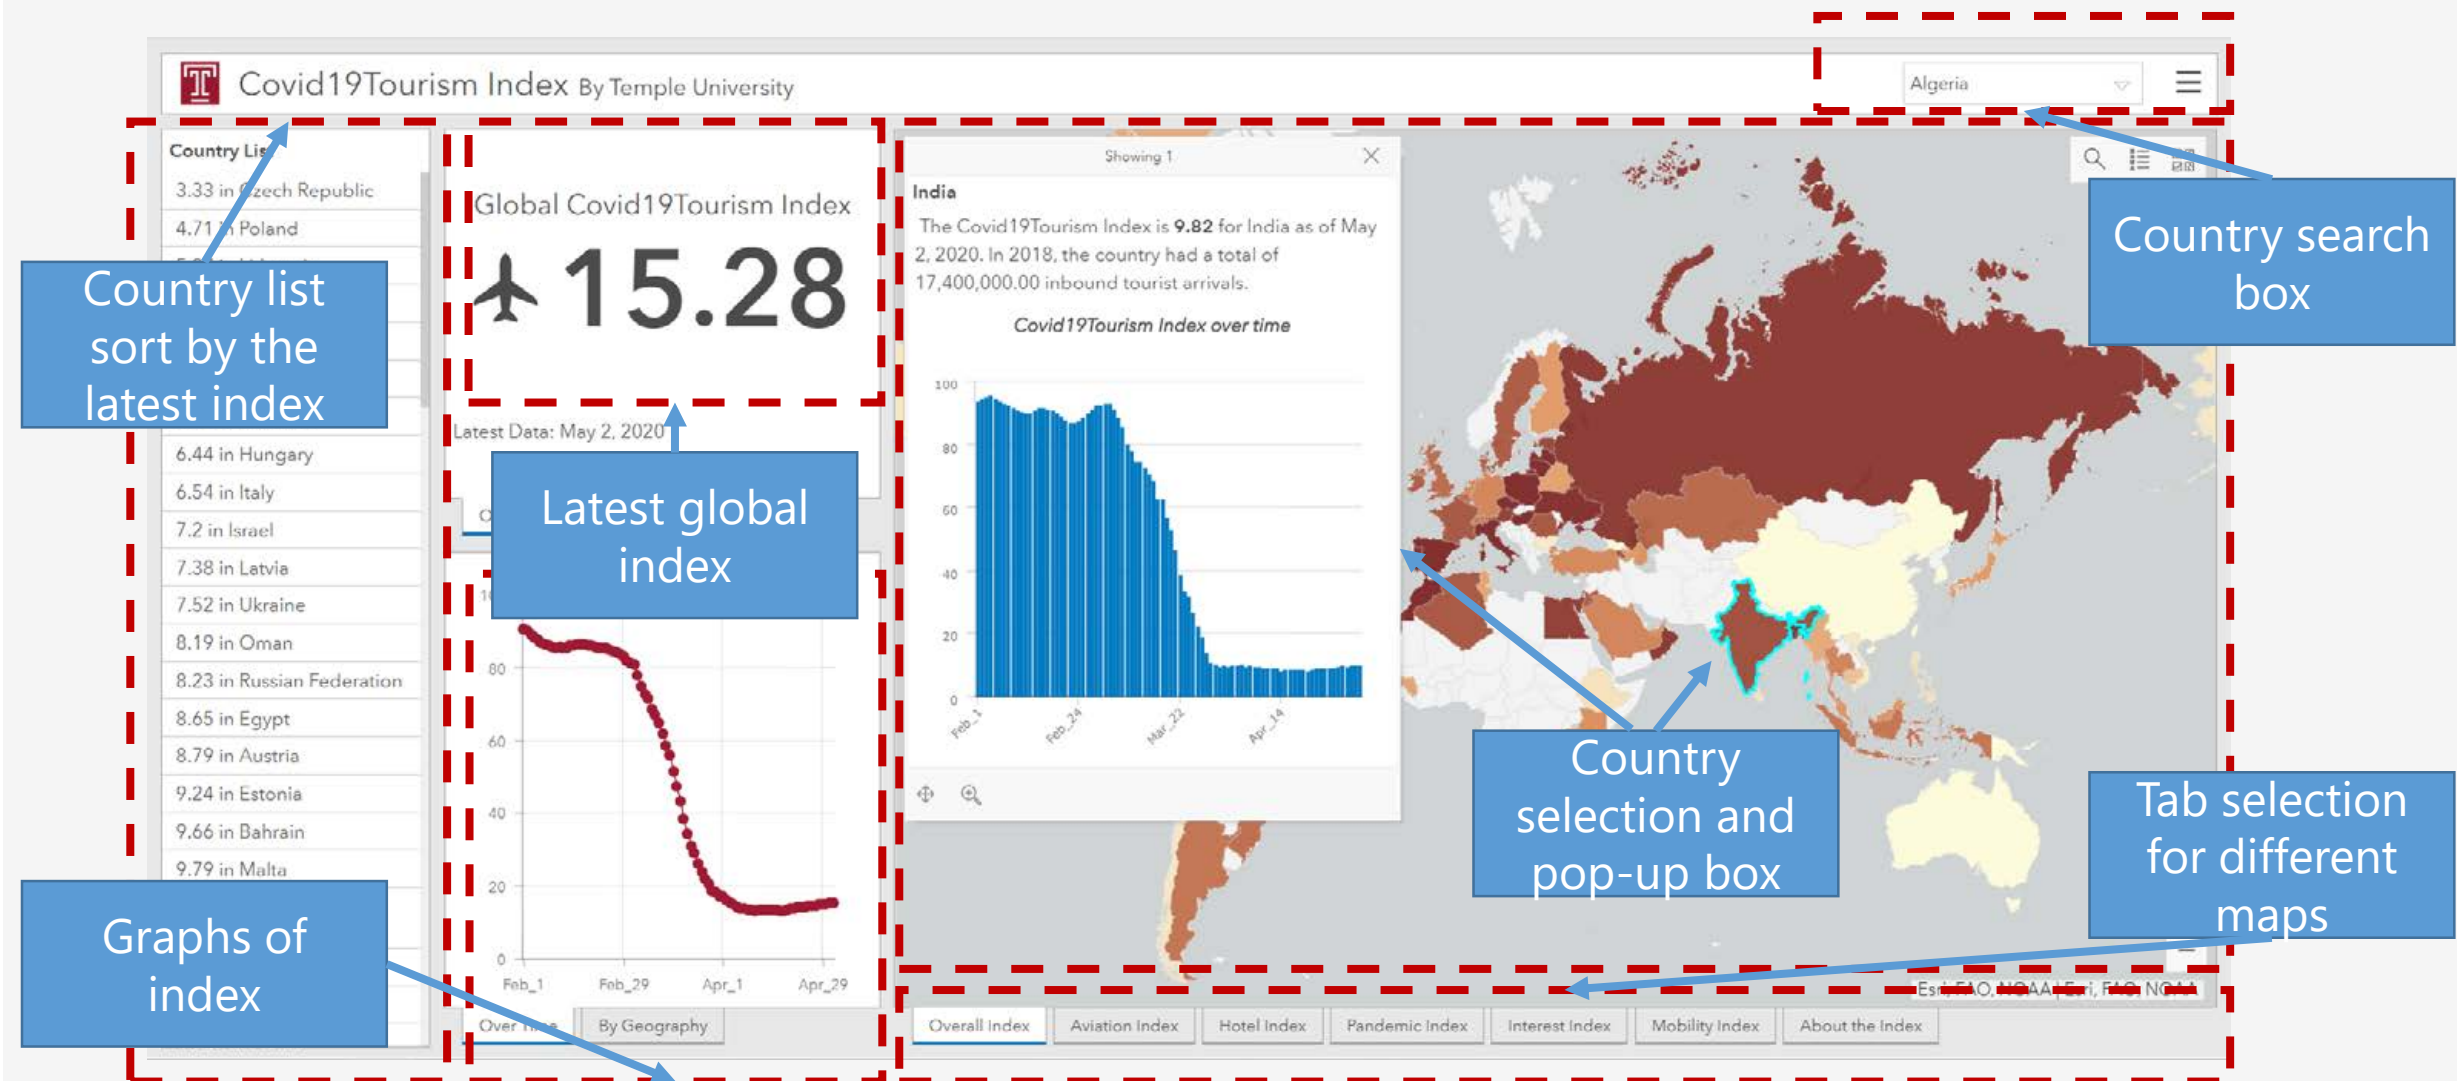 Covid19Tourism Index By Temple University
Algeria
Country List
3.33 in Czech Republic
4.71 in Poland
Country list
sort by the
latest index
6.44 in Hungary
6.54 in Italy
7.2 in Israel
7.38 in Latvia
7.52 in Ukraine
8.19 in Oman
8.23 in Russian Federation
8.65 in Egypt
8.79 in Austria
9.24 in Estonia
9.66 in Bahrain
9.79 in Malta
Graphs of
index
Global Covid19Tourism Index
15.28
Latest Data: May 2, 2020
Latest global
index
80
60
40
20
0
Feb_1 Feb_29 Apr_1 Apr_29
Over Time By Geography
Showing 1
India
The Covid19Tourism Index is 9.82 for India as of May
2, 2020. In 2018, the country had a total of
17,400,000.00 inbound tourist arrivals.
Covid19Tourism Index over time
100
80
60
40
20
0
Feb_1 Feb_24 Mar_22 Apr_14
Country search
box
Country
selection and
pop-up box
Tab selection
for different
maps
Esri, FAO, NOAA | Esri, FAO, NOAA
Overall Index Aviation Index Hotel Index Pandemic Index Interest Index Mobility Index About the Index